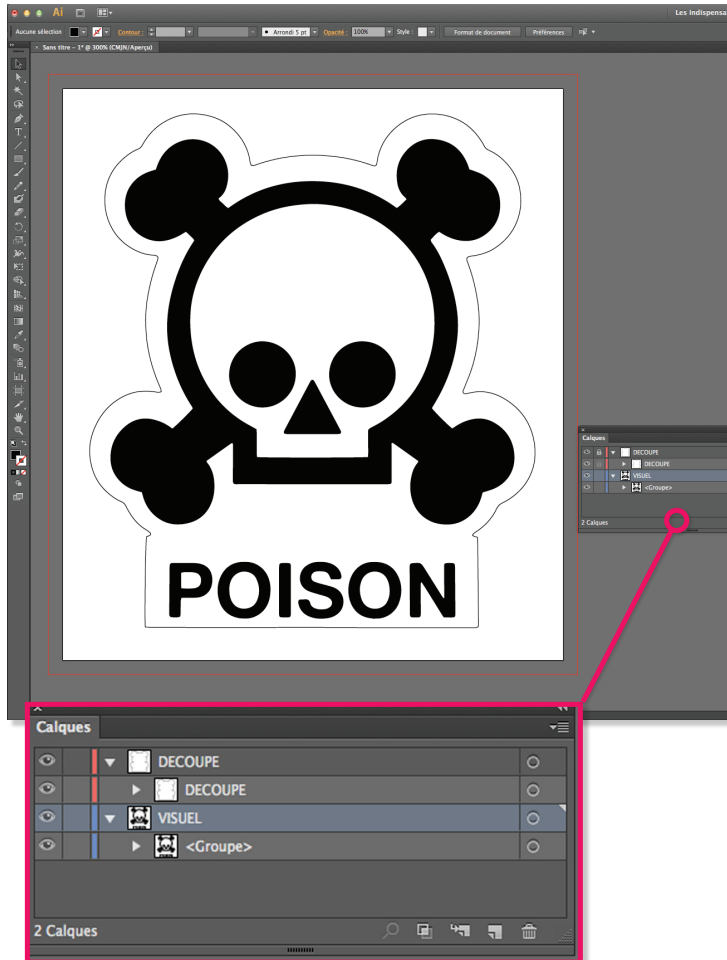 Ai
Les Indispensa
Aucune sélection
Contour :
Arrondi 5 pt
Opacité :
100%
Style :
Format de document
Préférences
× Sans titre – 1* @ 300% (CMJN/Aperçu)
POISON
Calques
DECOUPE
DECOUPE
VISUEL
<Groupe>
2 Calques
Calques
DECOUPE
DECOUPE
VISUEL
<Groupe>
2 Calques